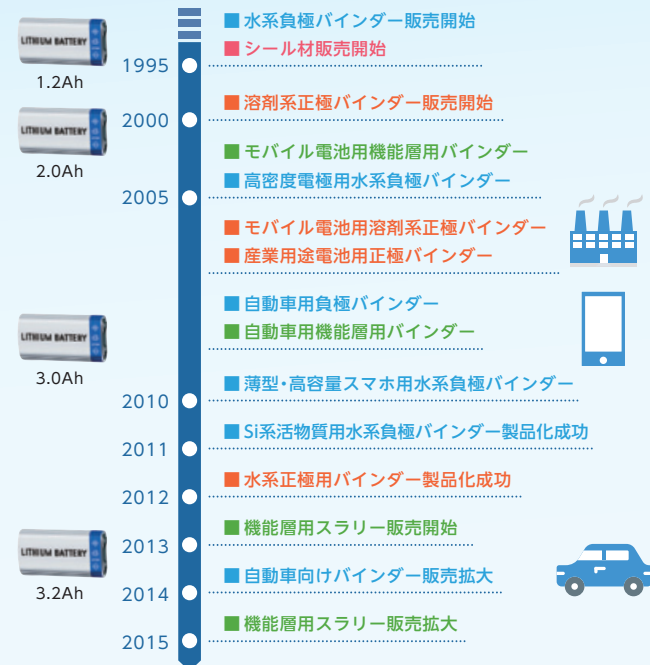 ■水系負極バインダー販売開始
■シール材販売開始
LITHIUM BATTERY
1.2Ah
1995
■溶剤系正極バインダー販売開始
2000
LITHIUM BATTERY
2.0Ah
■モバイル電池用機能層用バインダー
■高密度電極用水系負極バインダー
2005
■モバイル電池用溶剤系正極バインダー
■産業用途電池用正極バインダー
■自動車用負極バインダー
■自動車用機能層用バインダー
LITHIUM BATTERY
3.0Ah
■薄型・高容量スマホ用水系負極バインダー
2010
■Si系活物質用水系負極バインダー製品化成功
2011
■水系正極用バインダー製品化成功
2012
■機能層用スラリー販売開始
2013
LITHIUM BATTERY
3.2Ah
■自動車向けバインダー販売拡大
2014
■機能層用スラリー販売拡大
2015